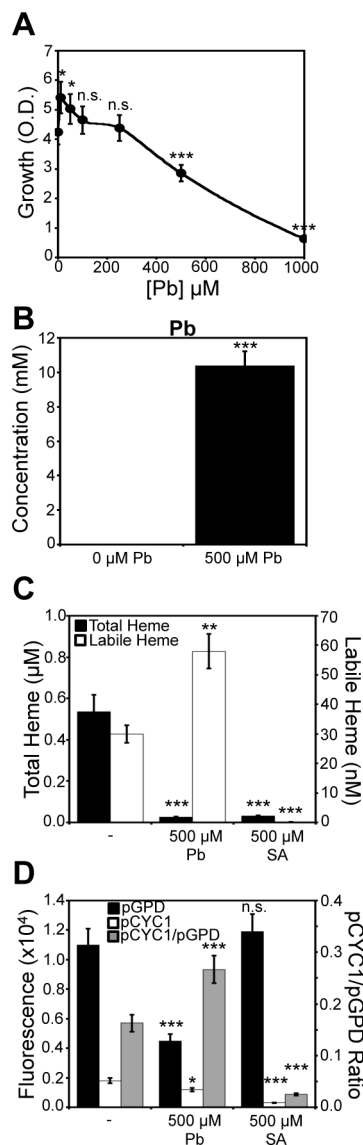 A
Growth (O.D.)
7
6
5
4
3
2
1
0
*
*
n.s.
n.s.
***
***
0 200 400 600 800 1000
[Pb] µM
B
Pb
Concentration (mM)
12
10
8
6
4
2
0
***
0 µM Pb 500 µM Pb
C
Total Heme (µM)
1.0
0.8
0.6
0.4
0.2
0.0
Total Heme
Labile Heme
**
***
***
***
70
60
50
40
30
20
10
0
Labile Heme (nM)
- 500 µM 500 µM
Pb SA
D
Fluorescence (x10⁴)
1.4
1.2
1.0
0.8
0.6
0.4
0.2
0
pGPD
pCYC1
pCYC1/pGPD
n.s.
***
***
*
***
***
0.4
0.3
0.2
0.1
0.0
pCYC1/pGPD Ratio
- 500 µM 500 µM
Pb SA